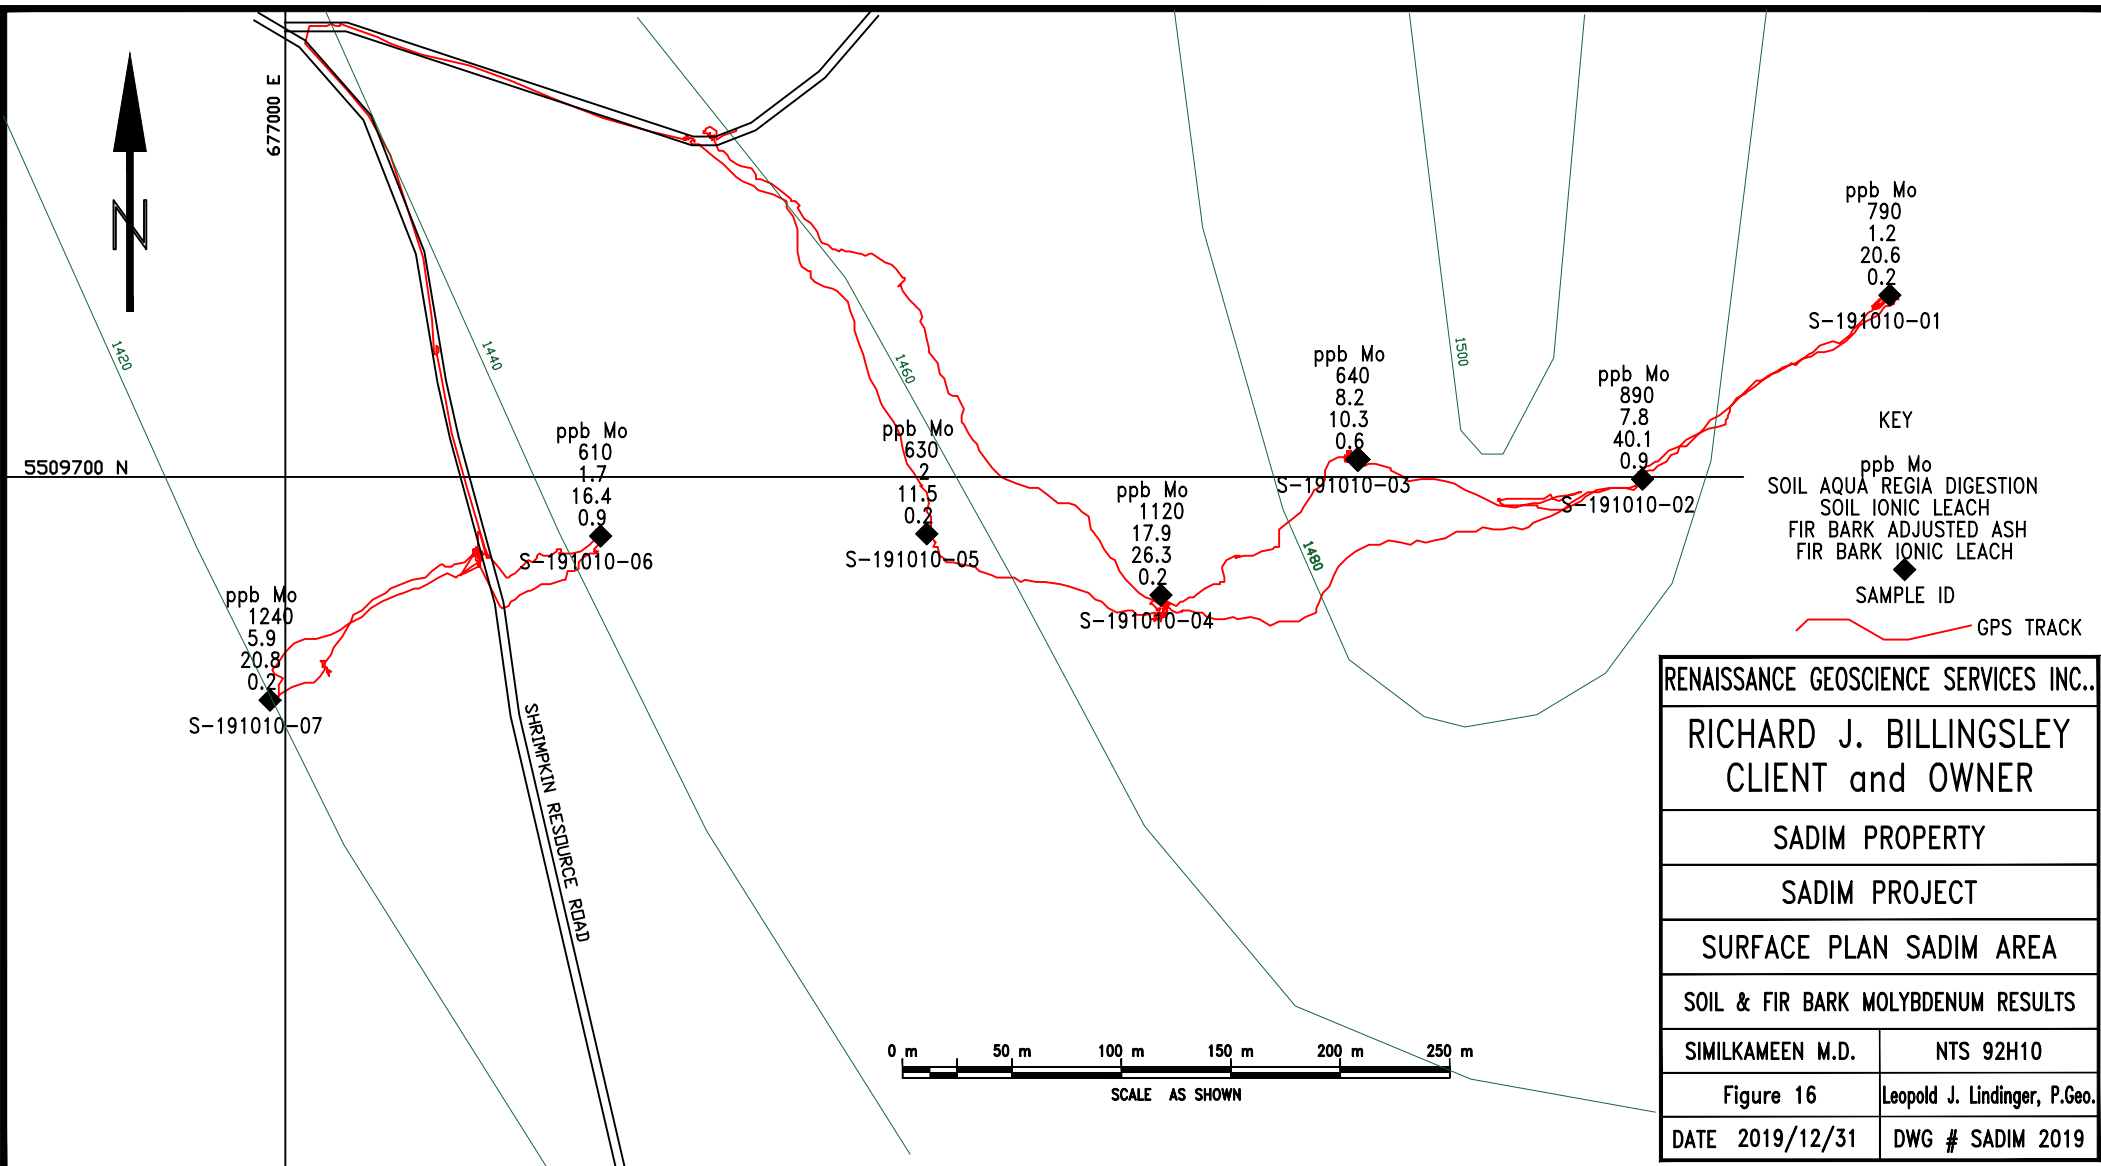 677000 E
N
5509700 N
1420
1440
1460
1480
1500
ppb Mo
790
1.2
20.6
0.2
S-191010-01
ppb Mo
890
7.8
40.1
0.9
S-191010-02
ppb Mo
640
8.2
10.3
0.6
S-191010-03
ppb Mo
1120
17.9
26.3
0.2
S-191010-04
ppb Mo
630
2
11.5
0.2
S-191010-05
ppb Mo
610
1.7
16.4
0.9
S-191010-06
ppb Mo
1240
5.9
20.8
0.2
S-191010-07
SHRIMPKIN RESOURCE ROAD
KEY
ppb Mo
SOIL AQUA REGIA DIGESTION
SOIL IONIC LEACH
FIR BARK ADJUSTED ASH
FIR BARK IONIC LEACH
SAMPLE ID
GPS TRACK
0 m 50 m 100 m 150 m 200 m 250 m
SCALE AS SHOWN
RENAISSANCE GEOSCIENCE SERVICES INC..
RICHARD J. BILLINGSLEY
CLIENT and OWNER
SADIM PROPERTY
SADIM PROJECT
SURFACE PLAN SADIM AREA
SOIL & FIR BARK MOLYBDENUM RESULTS
SIMILKAMEEN M.D. NTS 92H10
Figure 16 Leopold J. Lindinger, P.Geo.
DATE 2019/12/31 DWG # SADIM 2019